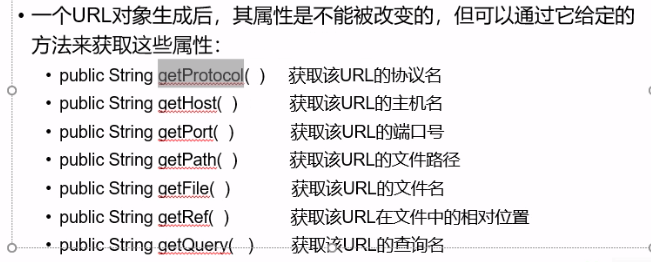 • 一个URL对象生成后，其属性是不能被改变的，但可以通过它给定的
方法来获取这些属性：
• public String getProtocol( ) 获取该URL的协议名
• public String getHost( ) 获取该URL的主机名
• public String getPort( ) 获取该URL的端口号
• public String getPath( ) 获取该URL的文件路径
• public String getFile( ) 获取该URL的文件名
• public String getRef( ) 获取该URL在文件中的相对位置
• public String getQuery( ) 获取该URL的查询名